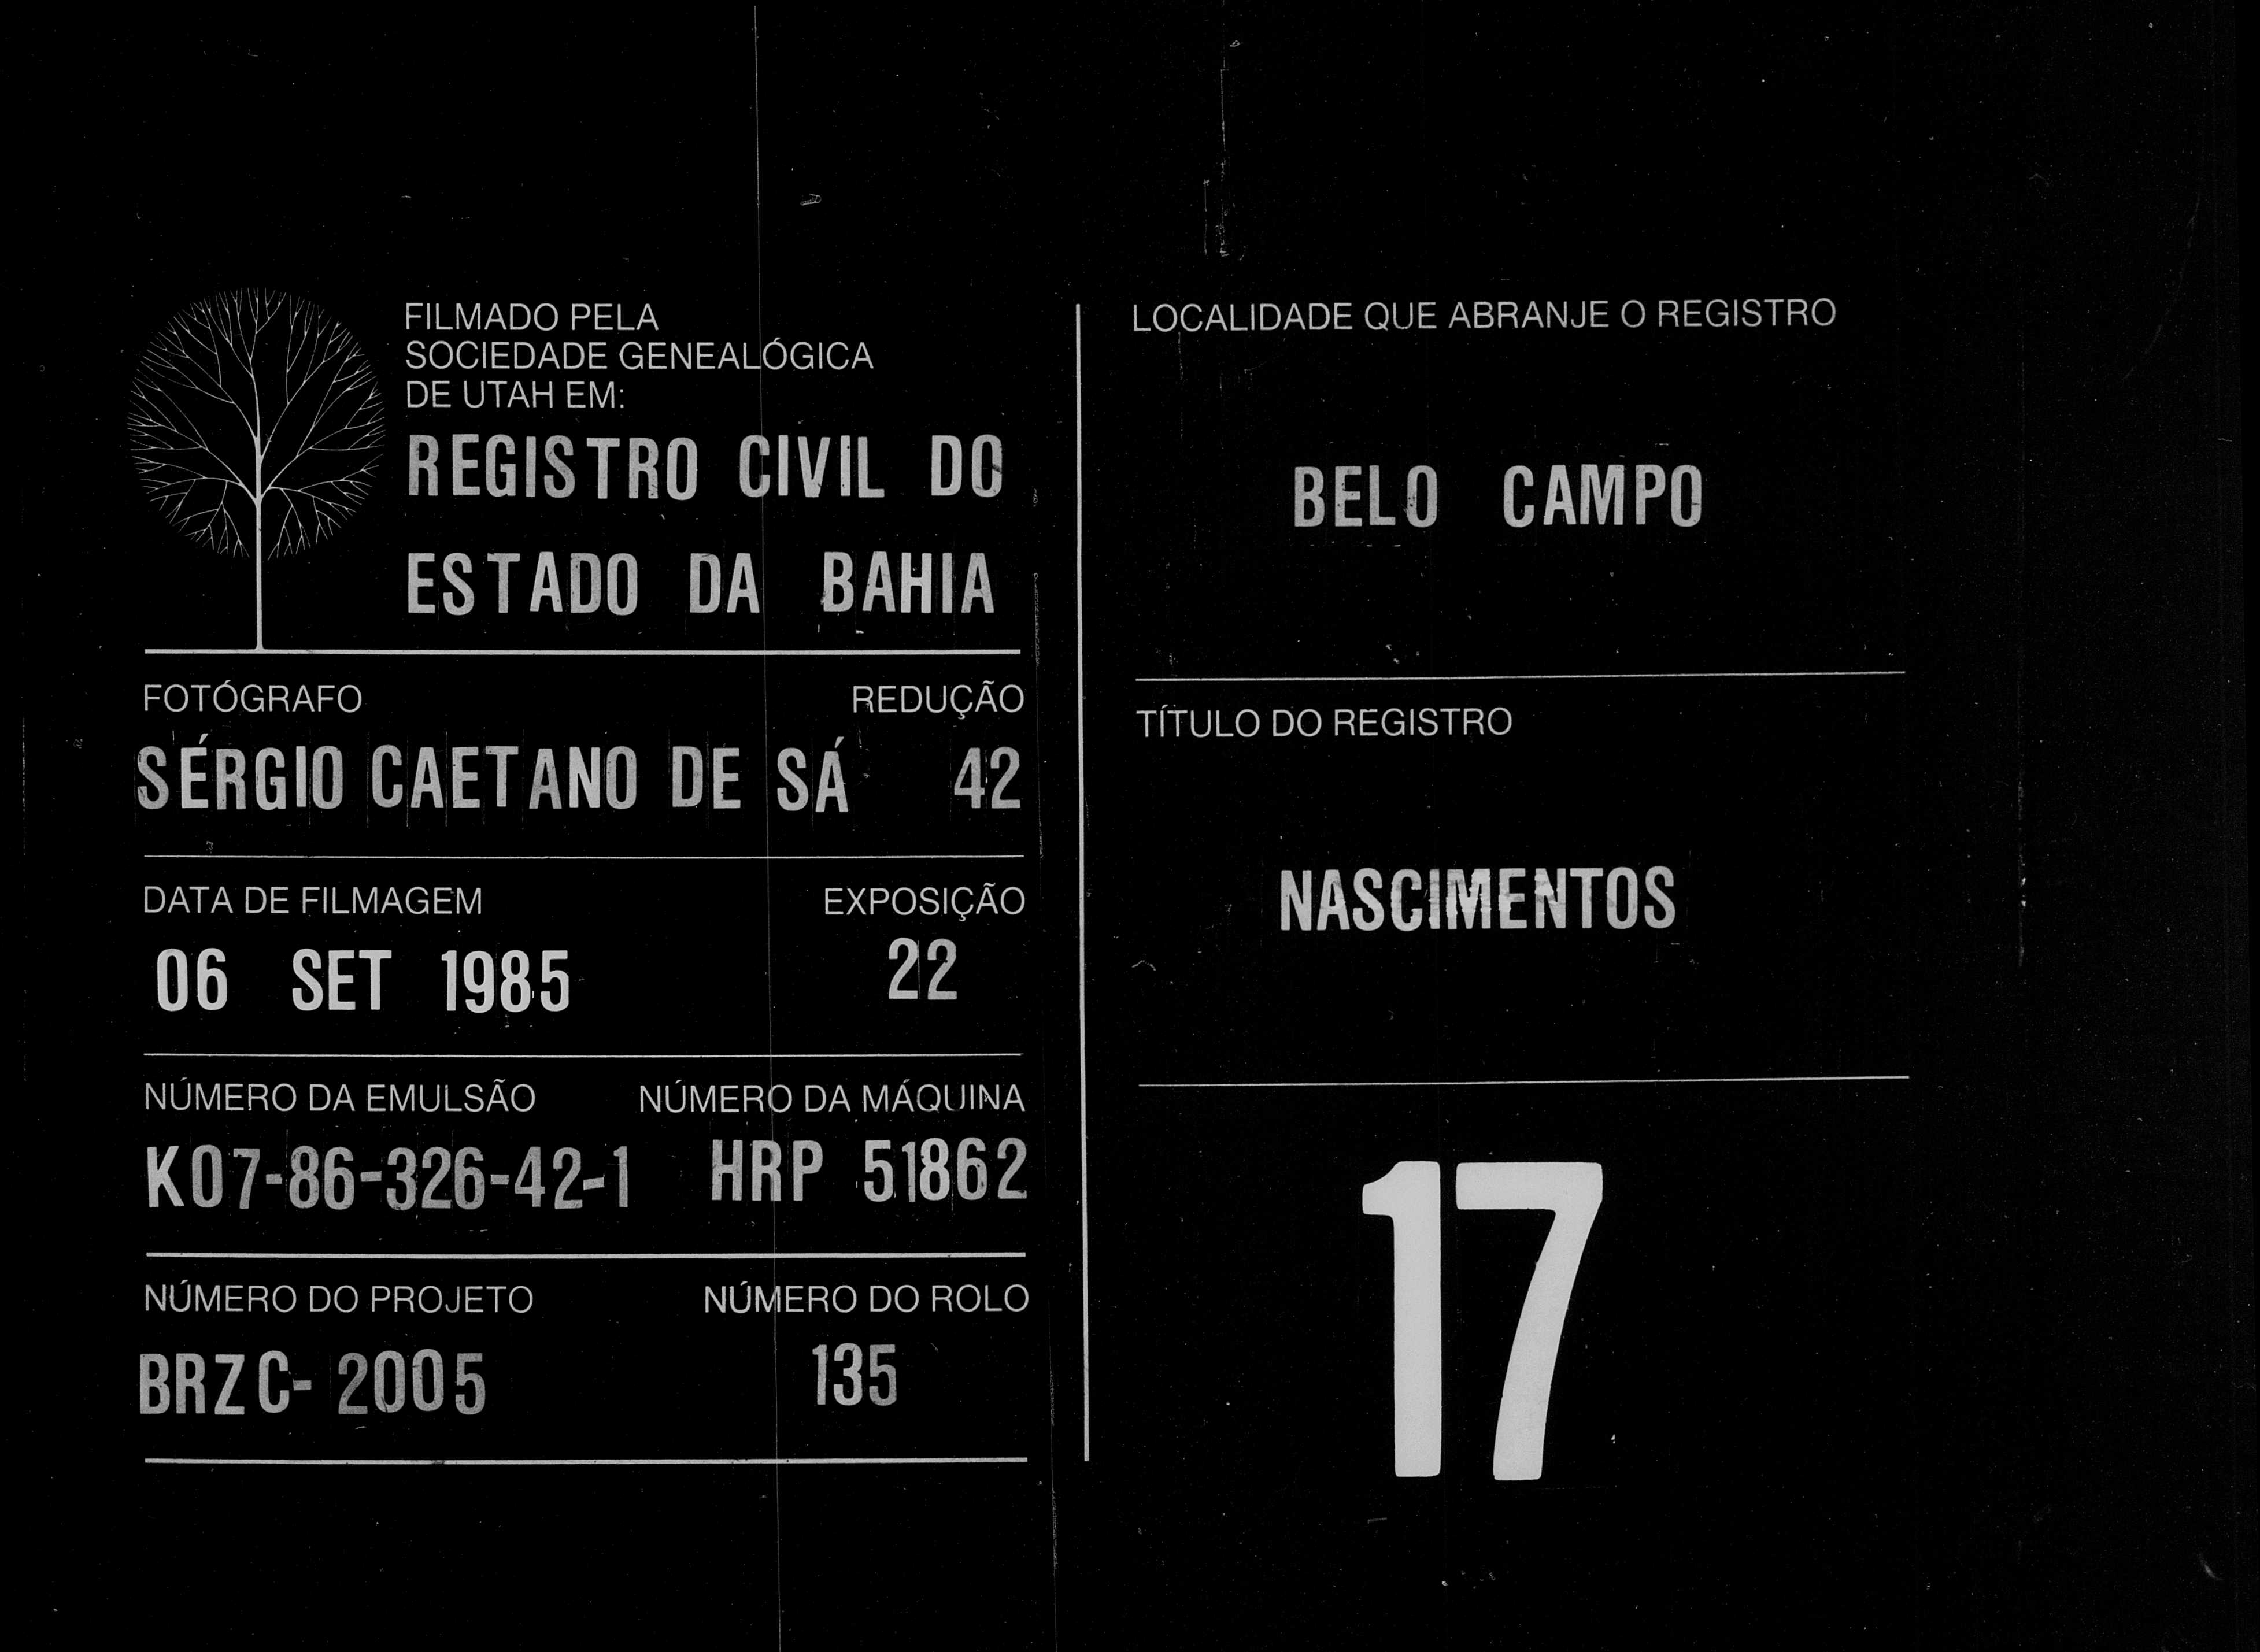 FILMADO PELA
SOCIEDADE GENEALÓGICA
DE UTAH EM:
REGISTRO CIVIL DO
ESTADO DA BAHIA
FOTÓGRAFO REDUÇÃO
SÉRGIO CAETANO DE SÁ 42
DATA DE FILMAGEM EXPOSIÇÃO
06 SET 1985 22
NÚMERO DA EMULSÃO NÚMERO DA MÁQUINA
K07-86-326-42-1 HRP 51862
NÚMERO DO PROJETO NÚMERO DO ROLO
BRZC-2005 135
LOCALIDADE QUE ABRANJE O REGISTRO
BELO CAMPO
TÍTULO DO REGISTRO
NASCIMENTOS
17